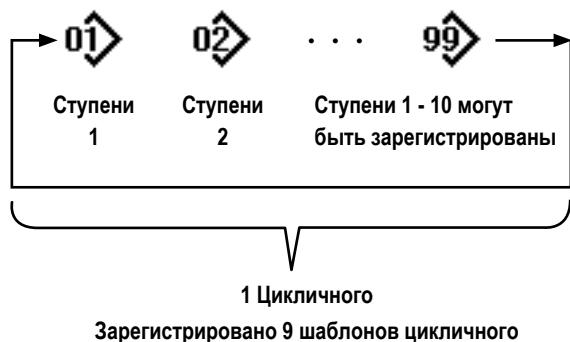 01 02 . . . 99
Ступени Ступени Ступени 1 - 10 могут
1 2 быть зарегистрированы
1 Цикличного
Зарегистрировано 9 шаблонов цикличного